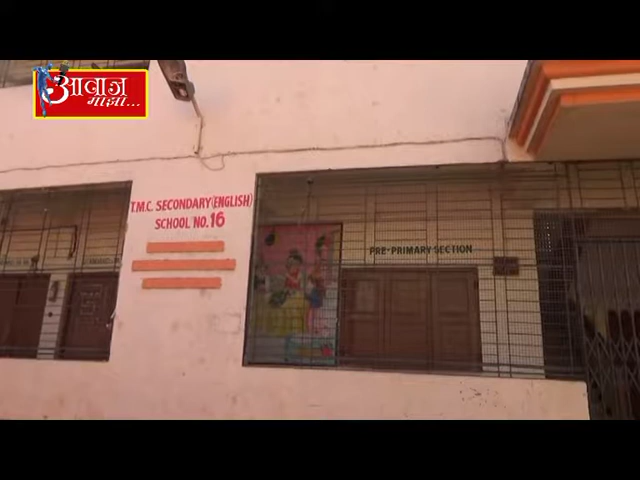 आवाज
माझा...
T.M.C. SECONDARY (ENGLISH)
SCHOOL NO.16
PRE-PRIMARY SECTION